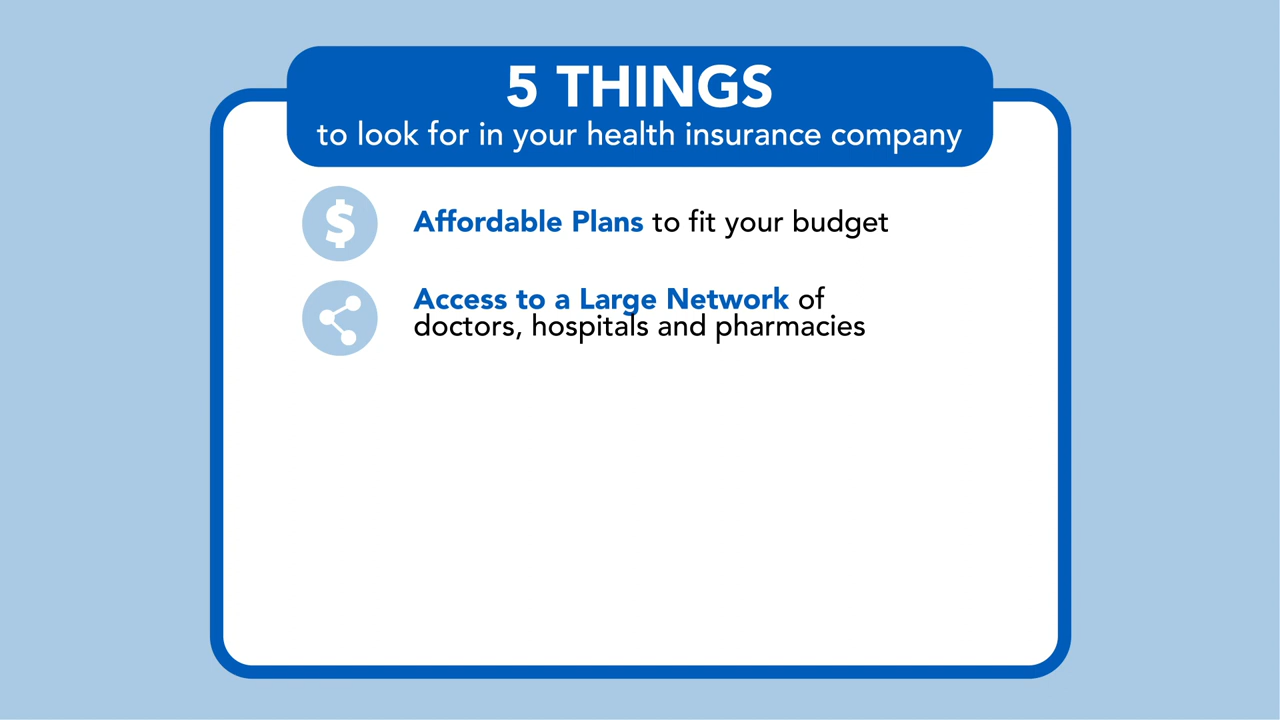 5 THINGS
to look for in your health insurance company
Affordable Plans to fit your budget
Access to a Large Network of
doctors, hospitals and pharmacies